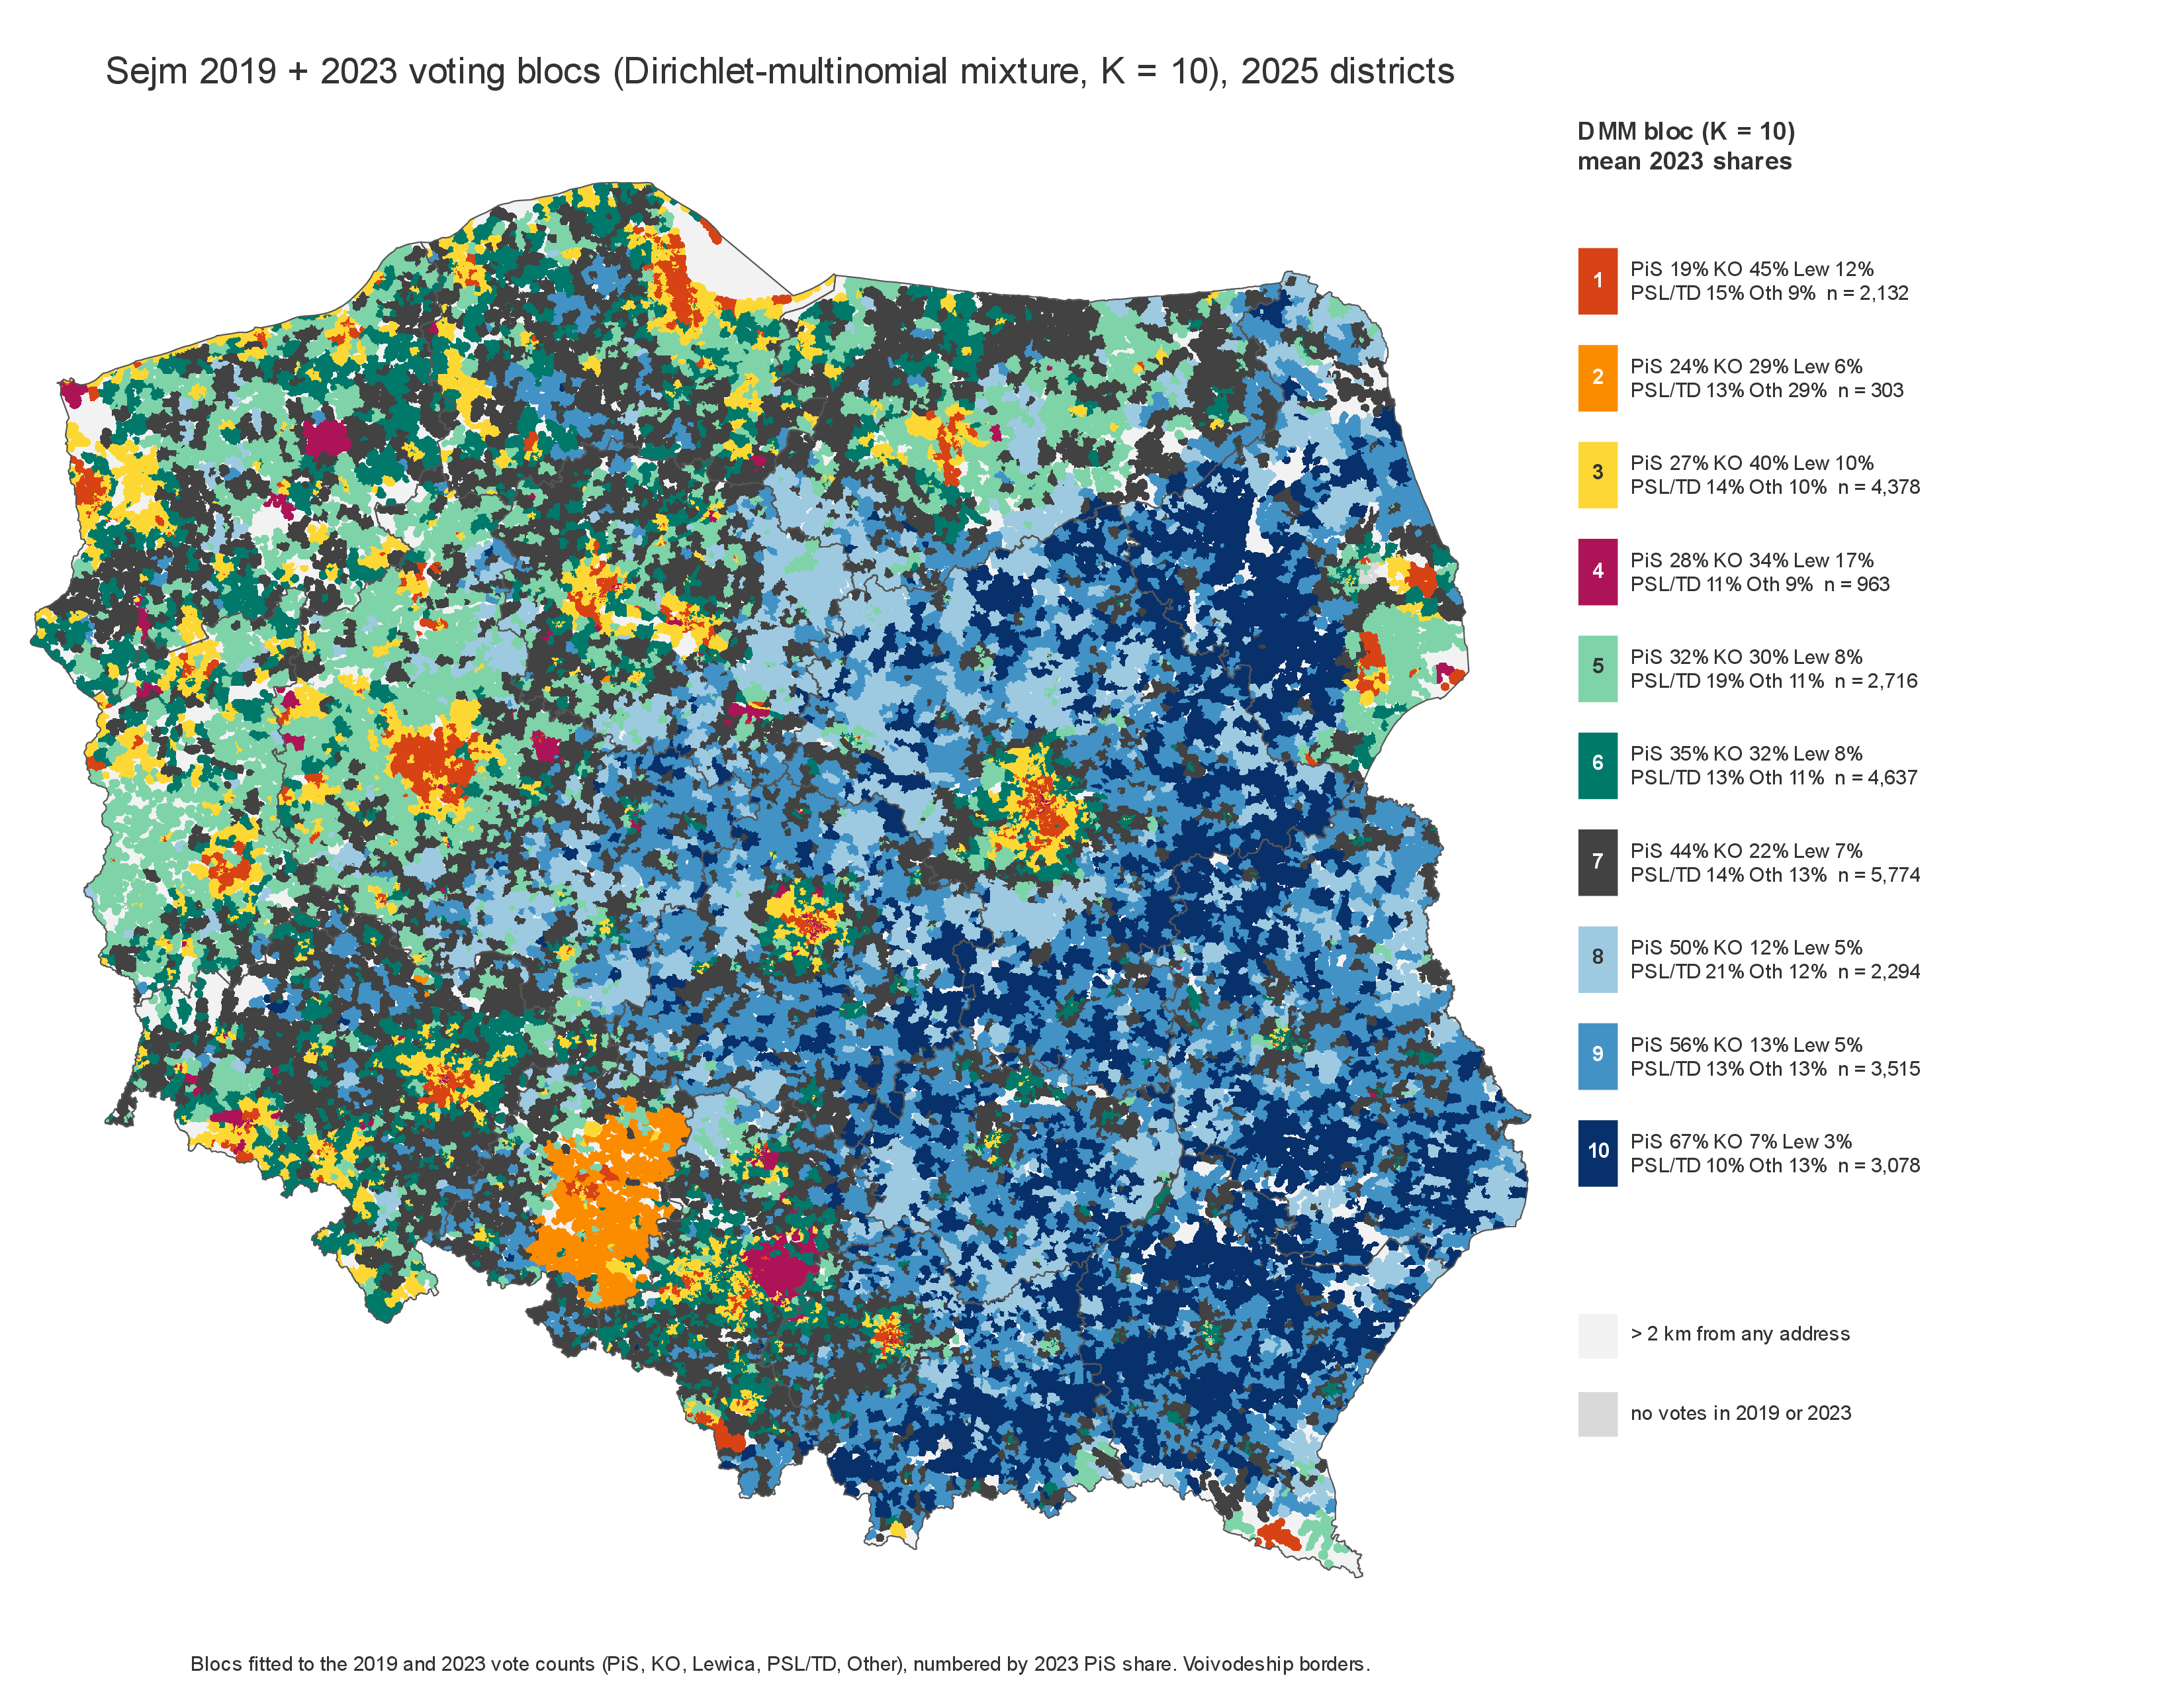 Sejm 2019 + 2023 voting blocs (Dirichlet-multinomial mixture, K = 10), 2025 districts
DMM bloc (K = 10)
mean 2023 shares
1
PiS 19% KO 45% Lew 12%
PSL/TD 15% Oth 9%  n = 2,132
2
PiS 24% KO 29% Lew 6%
PSL/TD 13% Oth 29%  n = 303
3
PiS 27% KO 40% Lew 10%
PSL/TD 14% Oth 10%  n = 4,378
4
PiS 28% KO 34% Lew 17%
PSL/TD 11% Oth 9%  n = 963
5
PiS 32% KO 30% Lew 8%
PSL/TD 19% Oth 11%  n = 2,716
6
PiS 35% KO 32% Lew 8%
PSL/TD 13% Oth 11%  n = 4,637
7
PiS 44% KO 22% Lew 7%
PSL/TD 14% Oth 13%  n = 5,774
8
PiS 50% KO 12% Lew 5%
PSL/TD 21% Oth 12%  n = 2,294
9
PiS 56% KO 13% Lew 5%
PSL/TD 13% Oth 13%  n = 3,515
10
PiS 67% KO 7% Lew 3%
PSL/TD 10% Oth 13%  n = 3,078
> 2 km from any address
no votes in 2019 or 2023
Blocs fitted to the 2019 and 2023 vote counts (PiS, KO, Lewica, PSL/TD, Other), numbered by 2023 PiS share. Voivodeship borders.